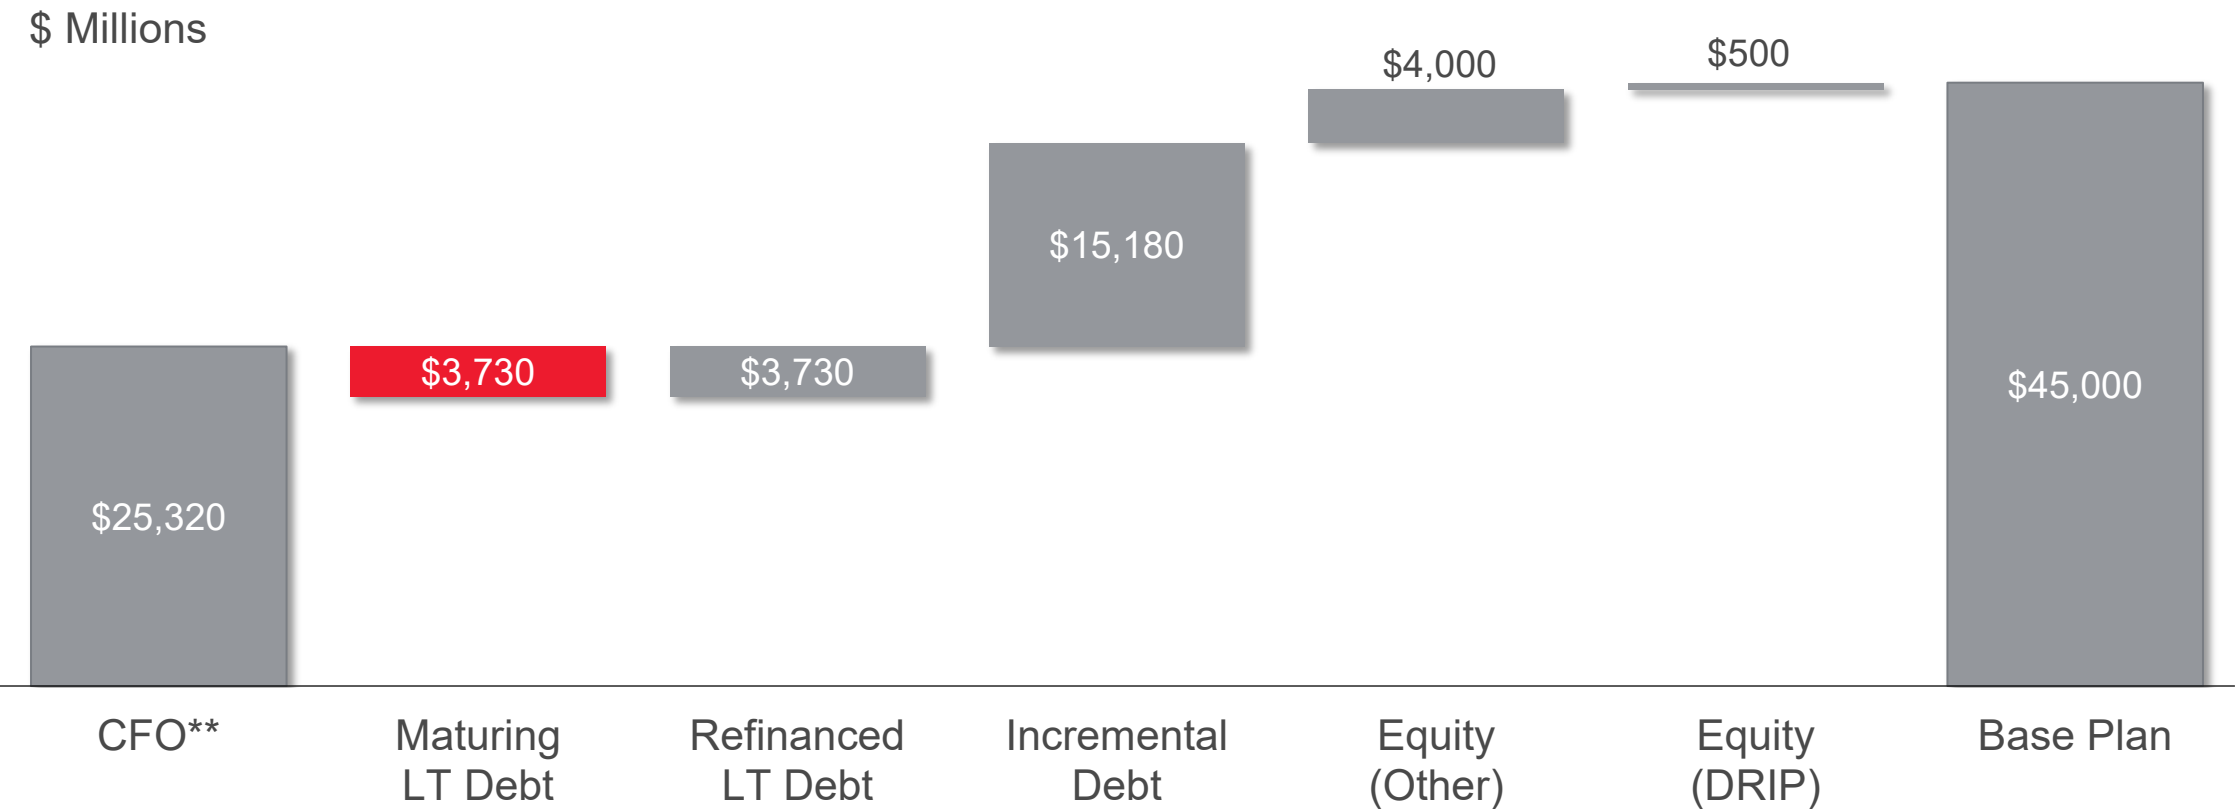 $ Millions
$4,000
$500
$15,180
$3,730
$3,730
$45,000
$25,320
CFO**
Maturing
LT Debt
Refinanced
LT Debt
Incremental
Debt
Equity
(Other)
Equity
(DRIP)
Base Plan